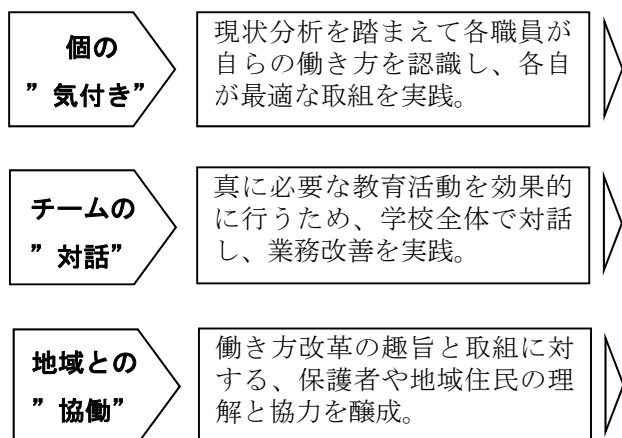 個の
”気付き”
現状分析を踏まえて各職員が
自らの働き方を認識し、各自
が最適な取組を実践。
チームの
”対話”
真に必要な教育活動を効果的
に行うため、学校全体で対話
し、業務改善を実践。
地域との
”協働”
働き方改革の趣旨と取組に対
する、保護者や地域住民の理
解と協力を醸成。